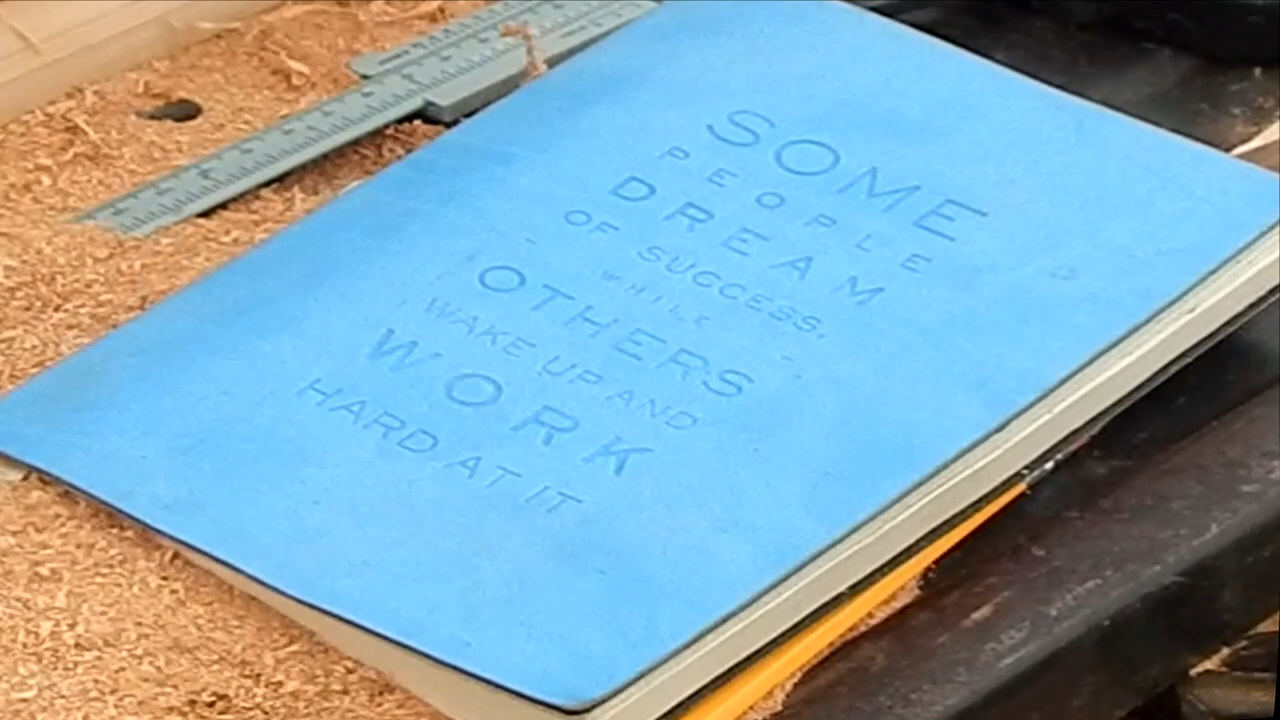 SOME
PEOPLE
DREAM
OF SUCCESS,
WHILE
OTHERS
WAKE UP AND
WORK
HARD AT IT